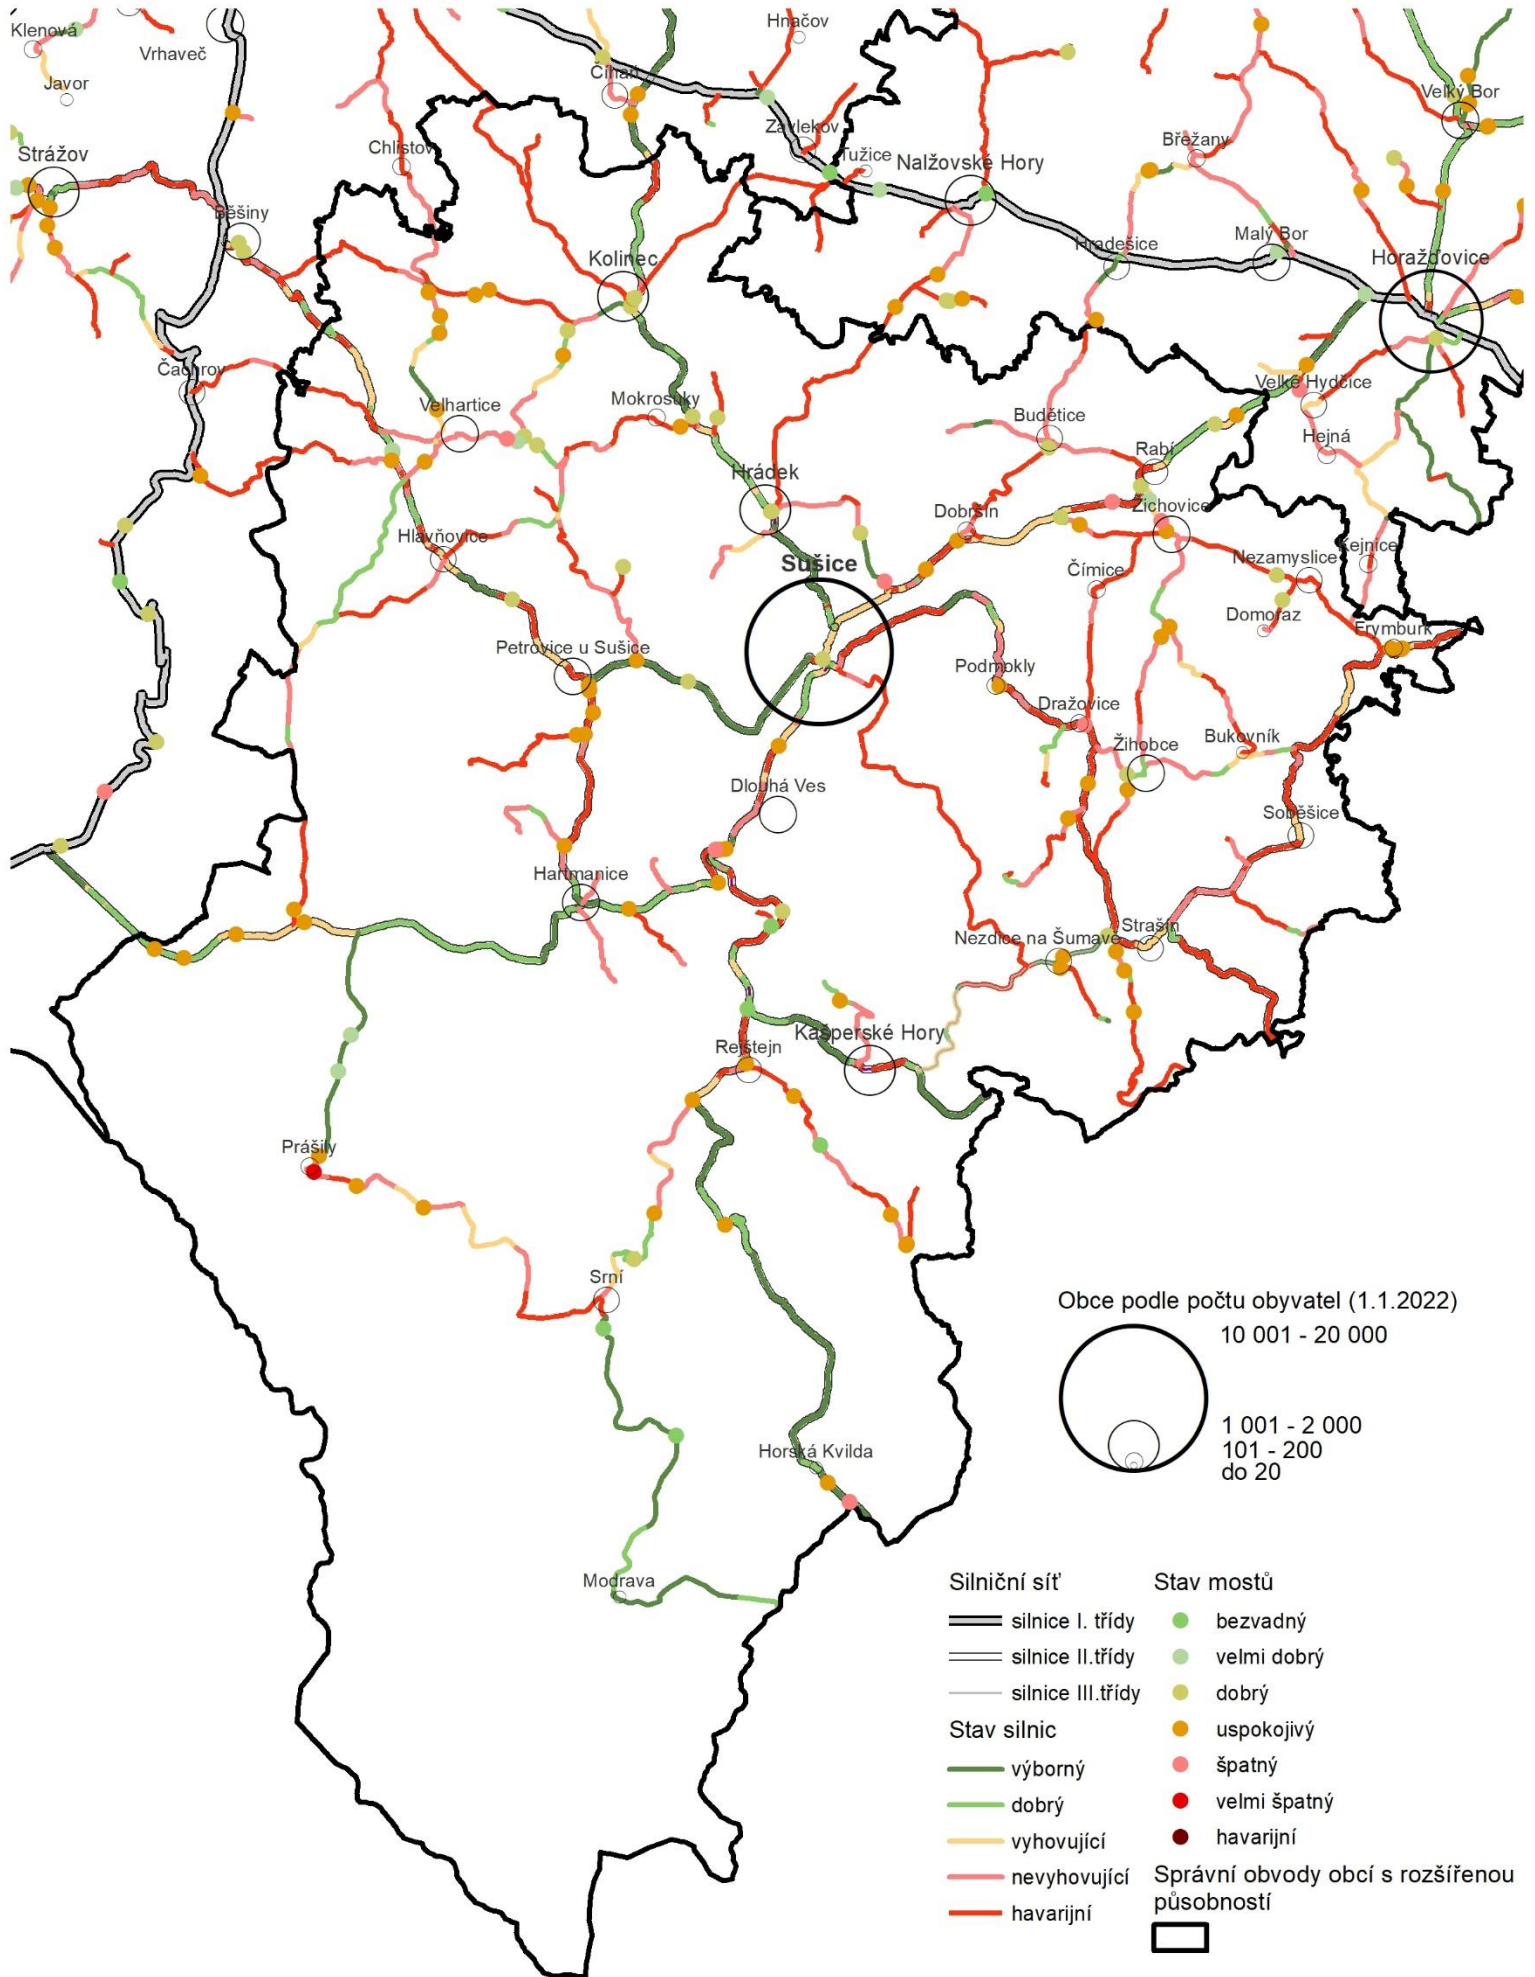 Klenová
Vrhaveč
Hnačov
Javor
Číhaň
Velký Bor
Strážov
Chlistov
Závlekov
Tužice
Nalžovské Hory
Břežany
Běšiny
Kolinec
Hradešice
Malý Bor
Horažďovice
Čachrov
Velhartice
Mokrosuky
Budětice
Velké Hydčice
Hejná
Rabí
Hrádek
Dobršín
Žichovice
Hlavňovice
Sušice
Čímice
Nezamyslice
Kejnice
Domoraz
Frymburk
Petrovice u Sušice
Podmokly
Dražovice
Žihobce
Bukovník
Dlouhá Ves
Soběšice
Hartmanice
Nezdice na Šumavě
Strašín
Kašperské Hory
Rejštejn
Prášily
Srní
Horská Kvilda
Modrava
Obce podle počtu obyvatel (1.1.2022)
10 001 - 20 000
1 001 - 2 000
101 - 200
do 20
Silniční síť
silnice I. třídy
silnice II.třídy
silnice III.třídy
Stav silnic
výborný
dobrý
vyhovující
nevyhovující
havarijní
Stav mostů
bezvadný
velmi dobrý
dobrý
uspokojivý
špatný
velmi špatný
havarijní
Správní obvody obcí s rozšířenou
působností